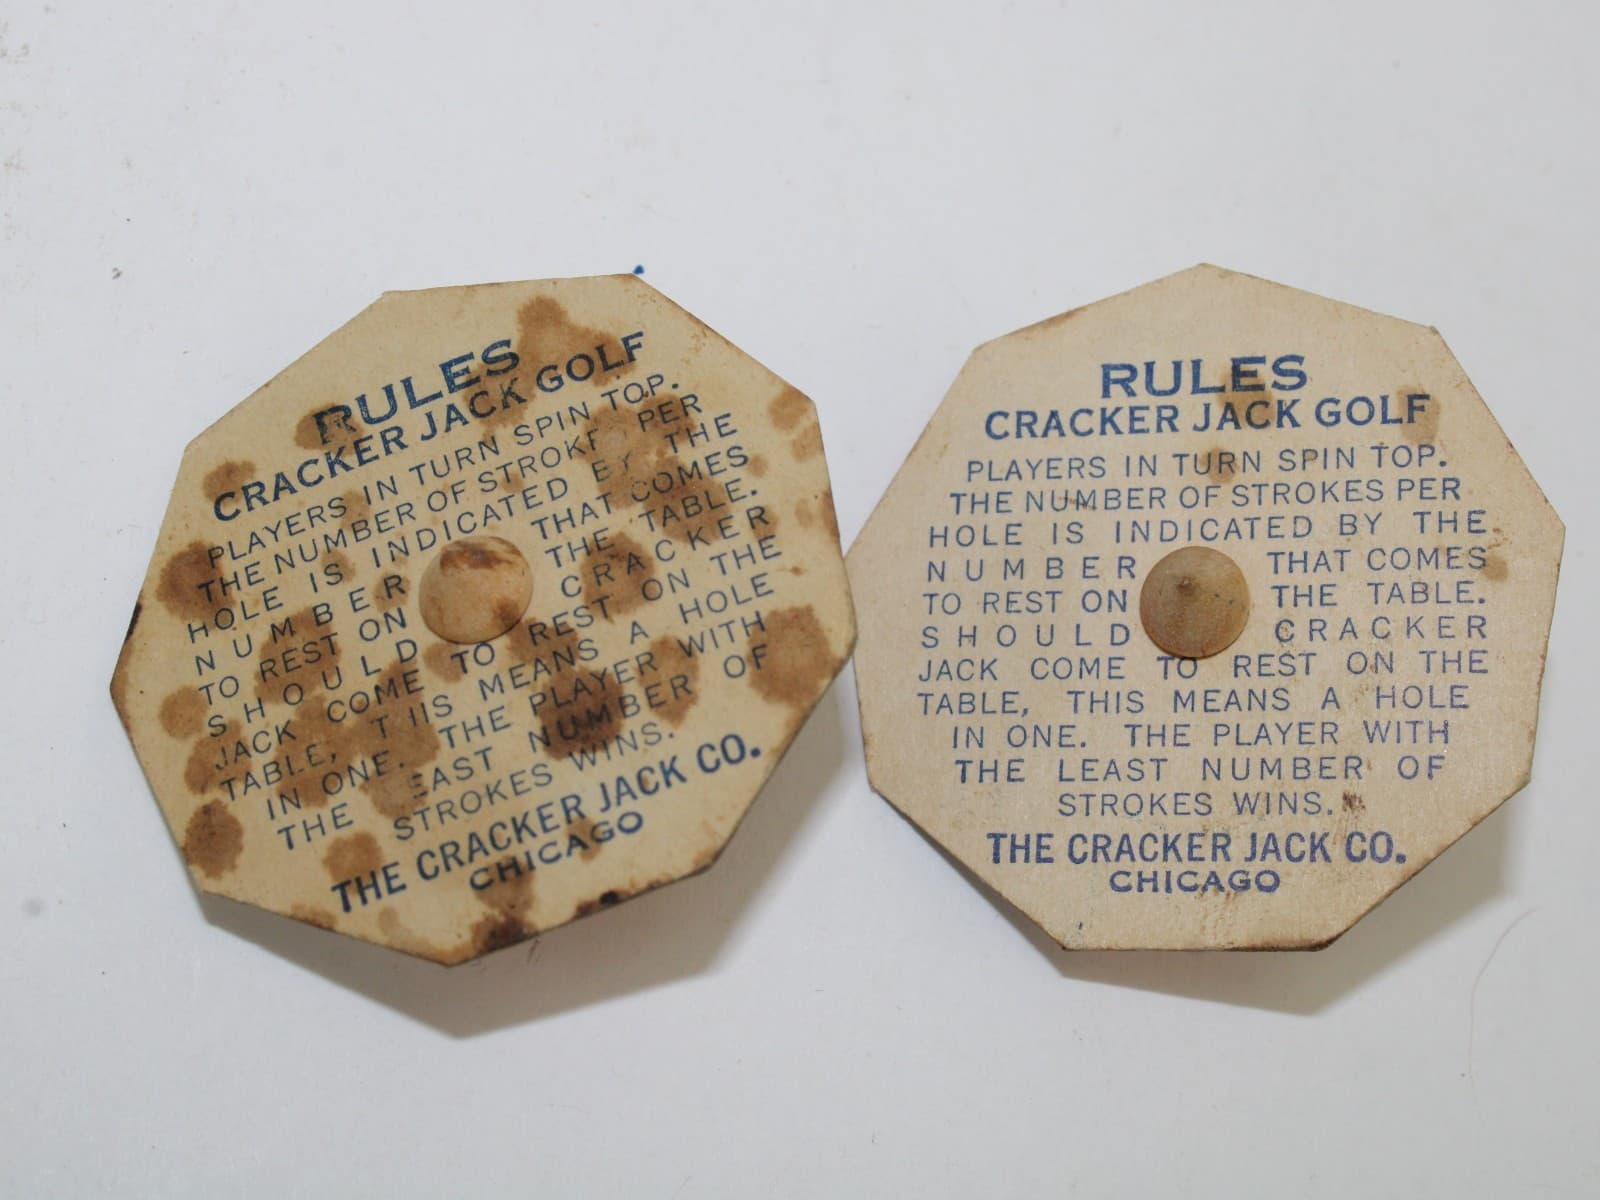 RULES
CRACKER JACK GOLF
PLAYERS IN TURN SPIN TOP.
THE NUMBER OF STROKE PER
HOLE IS INDICATED BY THE
NUMBER THAT COMES
TO REST ON THE TABLE.
SHOULD CRACKER
JACK COME TO REST ON THE
TABLE, THIS MEANS A HOLE
IN ONE. THE PLAYER WITH
THE EAST NUMBER OF
STROKES WINS.
THE CRACKER JACK CO.
CHICAGO
RULES
CRACKER JACK GOLF
PLAYERS IN TURN SPIN TOP.
THE NUMBER OF STROKES PER
HOLE IS INDICATED BY THE
NUMBER THAT COMES
TO REST ON THE TABLE.
SHOULD CRACKER
JACK COME TO REST ON THE
TABLE, THIS MEANS A HOLE
IN ONE. THE PLAYER WITH
THE LEAST NUMBER OF
STROKES WINS.
THE CRACKER JACK CO.
CHICAGO